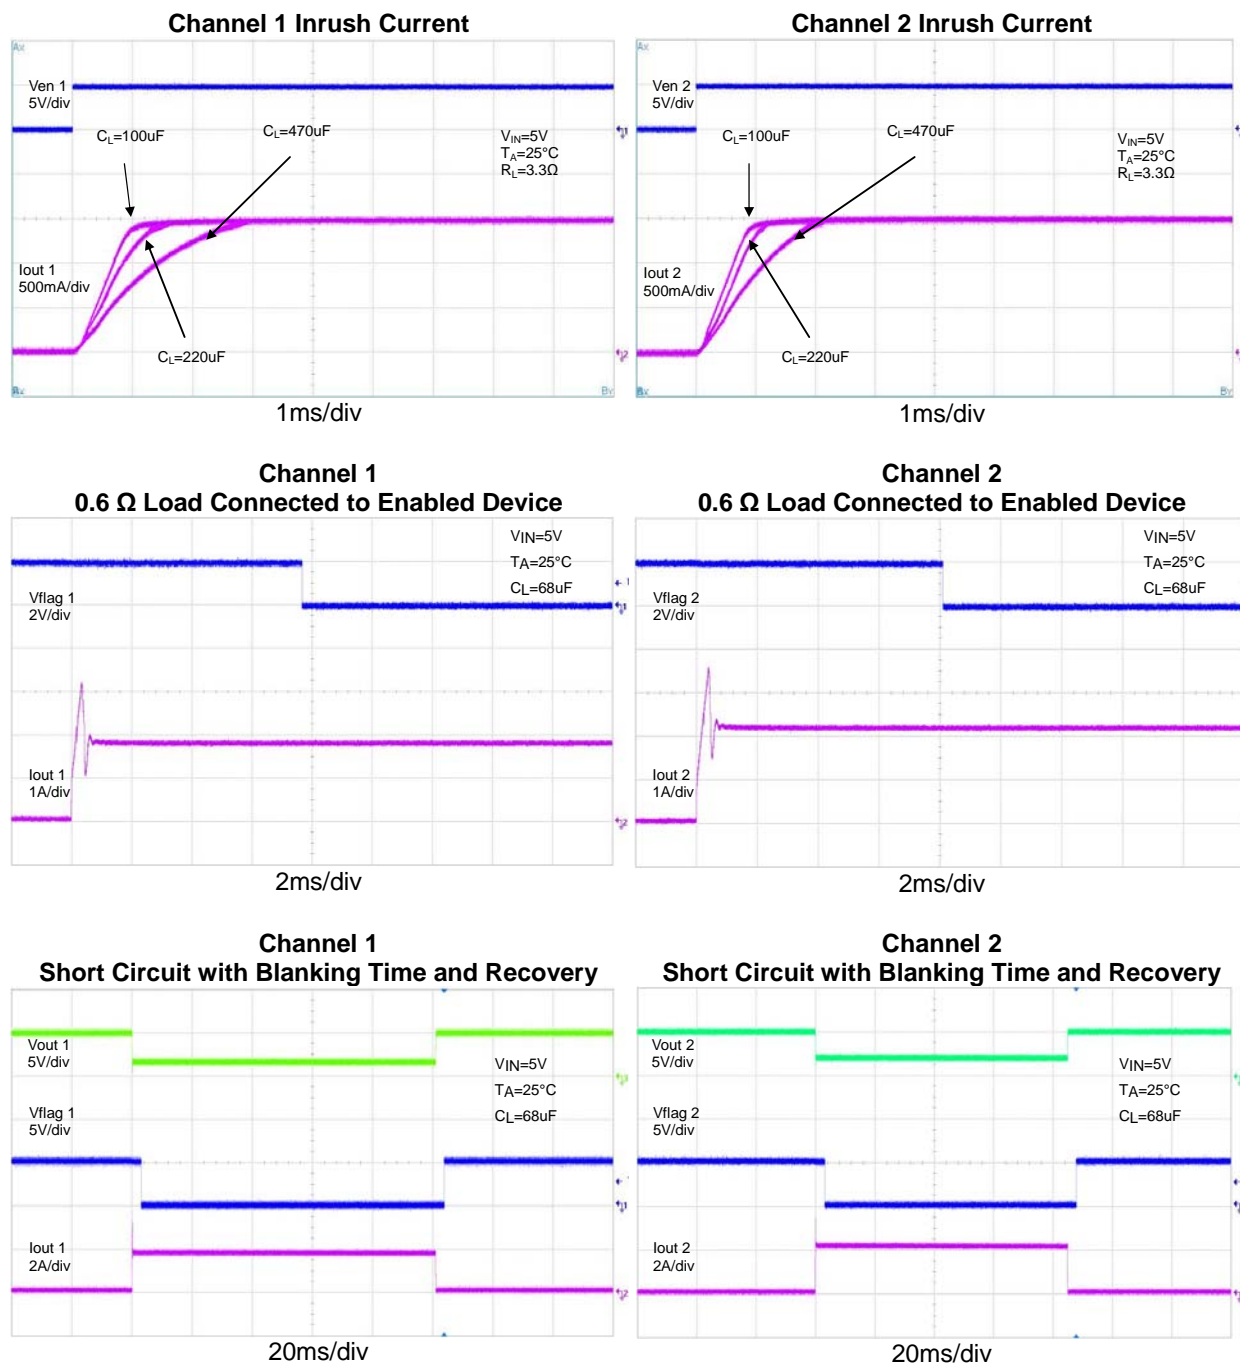 Channel 1 Inrush Current
Ven 1
5V/div
CL=100uF
CL=470uF
VIN=5V
TA=25°C
RL=3.3Ω
Iout 1
500mA/div
CL=220uF
1ms/div
Channel 2 Inrush Current
Ven 2
5V/div
CL=100uF
CL=470uF
VIN=5V
TA=25°C
RL=3.3Ω
Iout 2
500mA/div
CL=220uF
1ms/div
Channel 1
0.6 Ω Load Connected to Enabled Device
VIN=5V
TA=25°C
CL=68uF
Vflag 1
2V/div
Iout 1
1A/div
2ms/div
Channel 2
0.6 Ω Load Connected to Enabled Device
VIN=5V
TA=25°C
CL=68uF
Vflag 2
2V/div
Iout 2
1A/div
2ms/div
Channel 1
Short Circuit with Blanking Time and Recovery
Vout 1
5V/div
VIN=5V
TA=25°C
CL=68uF
Vflag 1
5V/div
Iout 1
2A/div
20ms/div
Channel 2
Short Circuit with Blanking Time and Recovery
Vout 2
5V/div
VIN=5V
TA=25°C
CL=68uF
Vflag 2
5V/div
Iout 2
2A/div
20ms/div